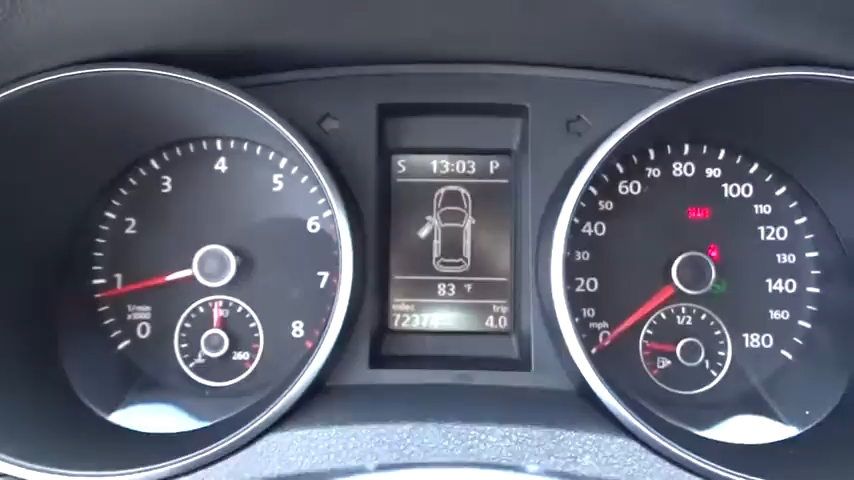 0 1 2 3 4 5 6 7 8
1/min
x1000
260
S 13:03 P
83 °F
miles trip
4.0
0 10 20 30 40 50 60 70 80 90 100 110 120 130 140 160 180
mph
1/2
1